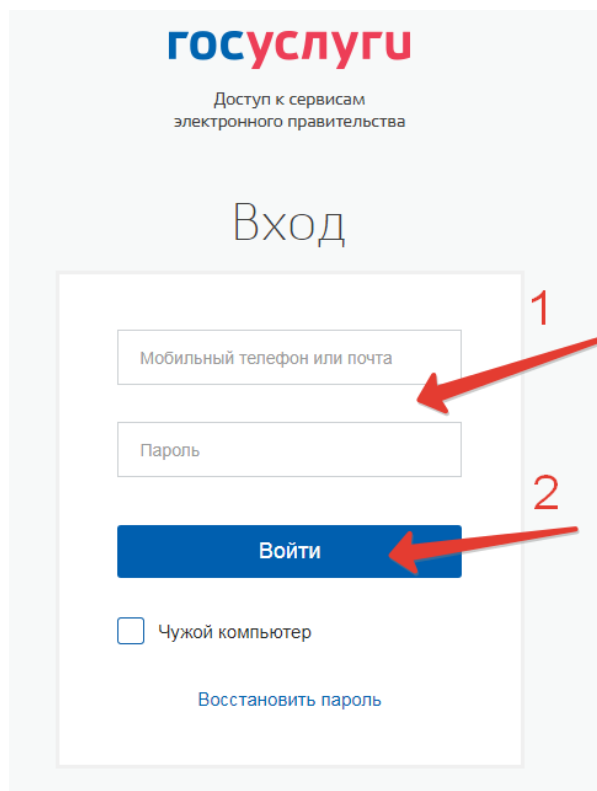 госуслуги
Доступ к сервисам
электронного правительства
Вход
1
Мобильный телефон или почта
Пароль
2
Войти
Чужой компьютер
Восстановить пароль